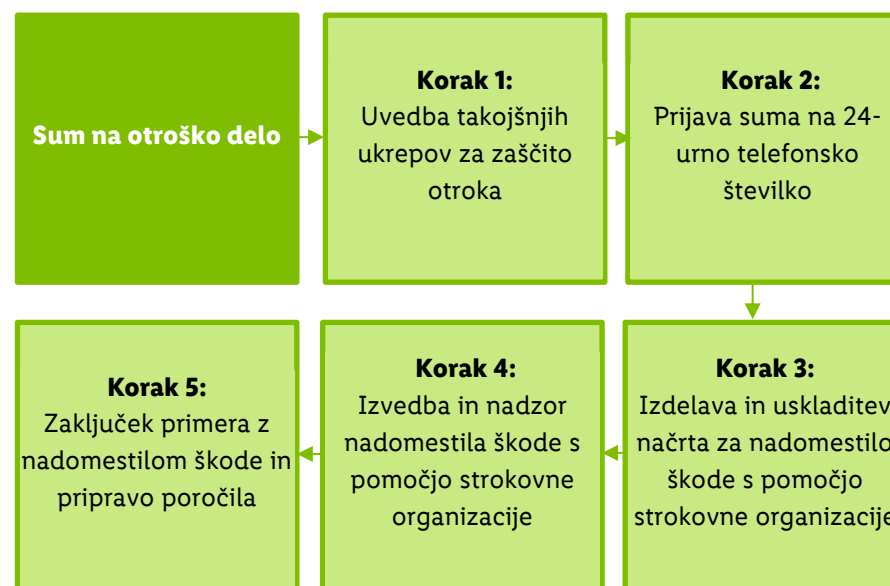 Sum na otroško delo
Korak 1:
Uvedba takojšnjih
ukrepov za zaščito
otroka
Korak 2:
Prijava suma na 24-
urno telefonsko
številko
Korak 3:
Izdelava in uskladitev
načrta za nadomestilo
škode s pomočjo
strokovne organizacije
Korak 4:
Izvedba in nadzor
nadomestila škode s
pomočjo strokovne
organizacije
Korak 5:
Zaključek primera z
nadomestilom škode in
pripravo poročila